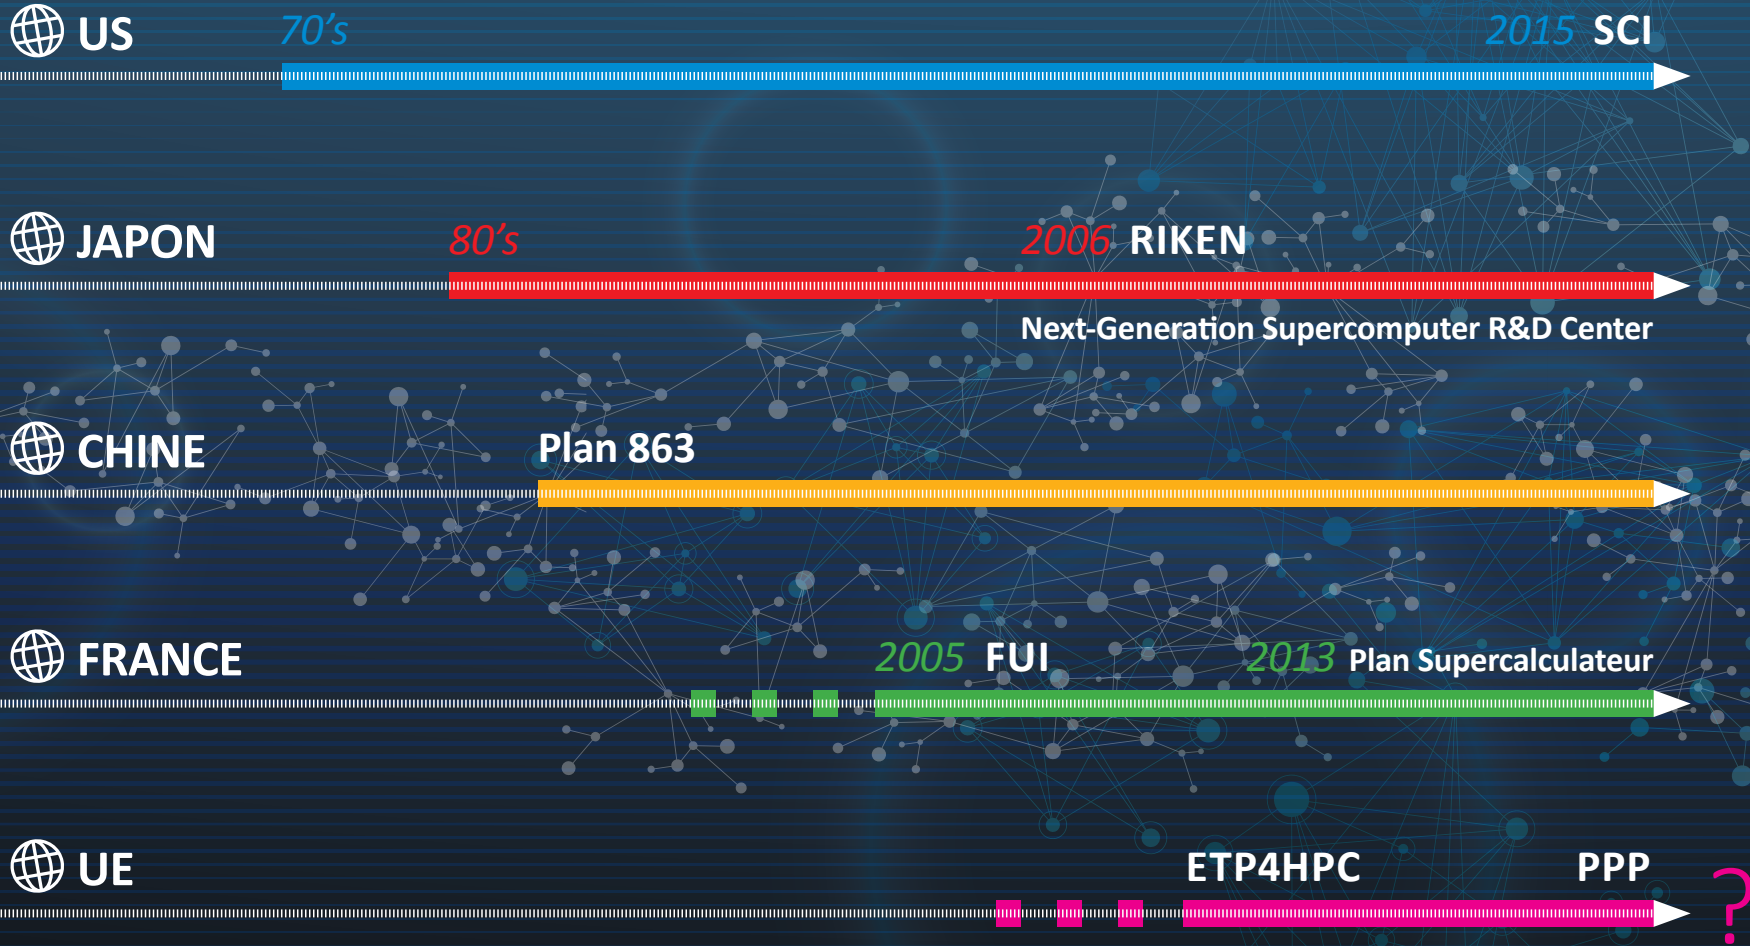 US 70's 2015 SCI
JAPON 80's 2006 RIKEN
Next-Generation Supercomputer R&D Center
CHINE Plan 863
FRANCE 2005 FUI 2013 Plan Supercalculateur
UE ETP4HPC PPP ?